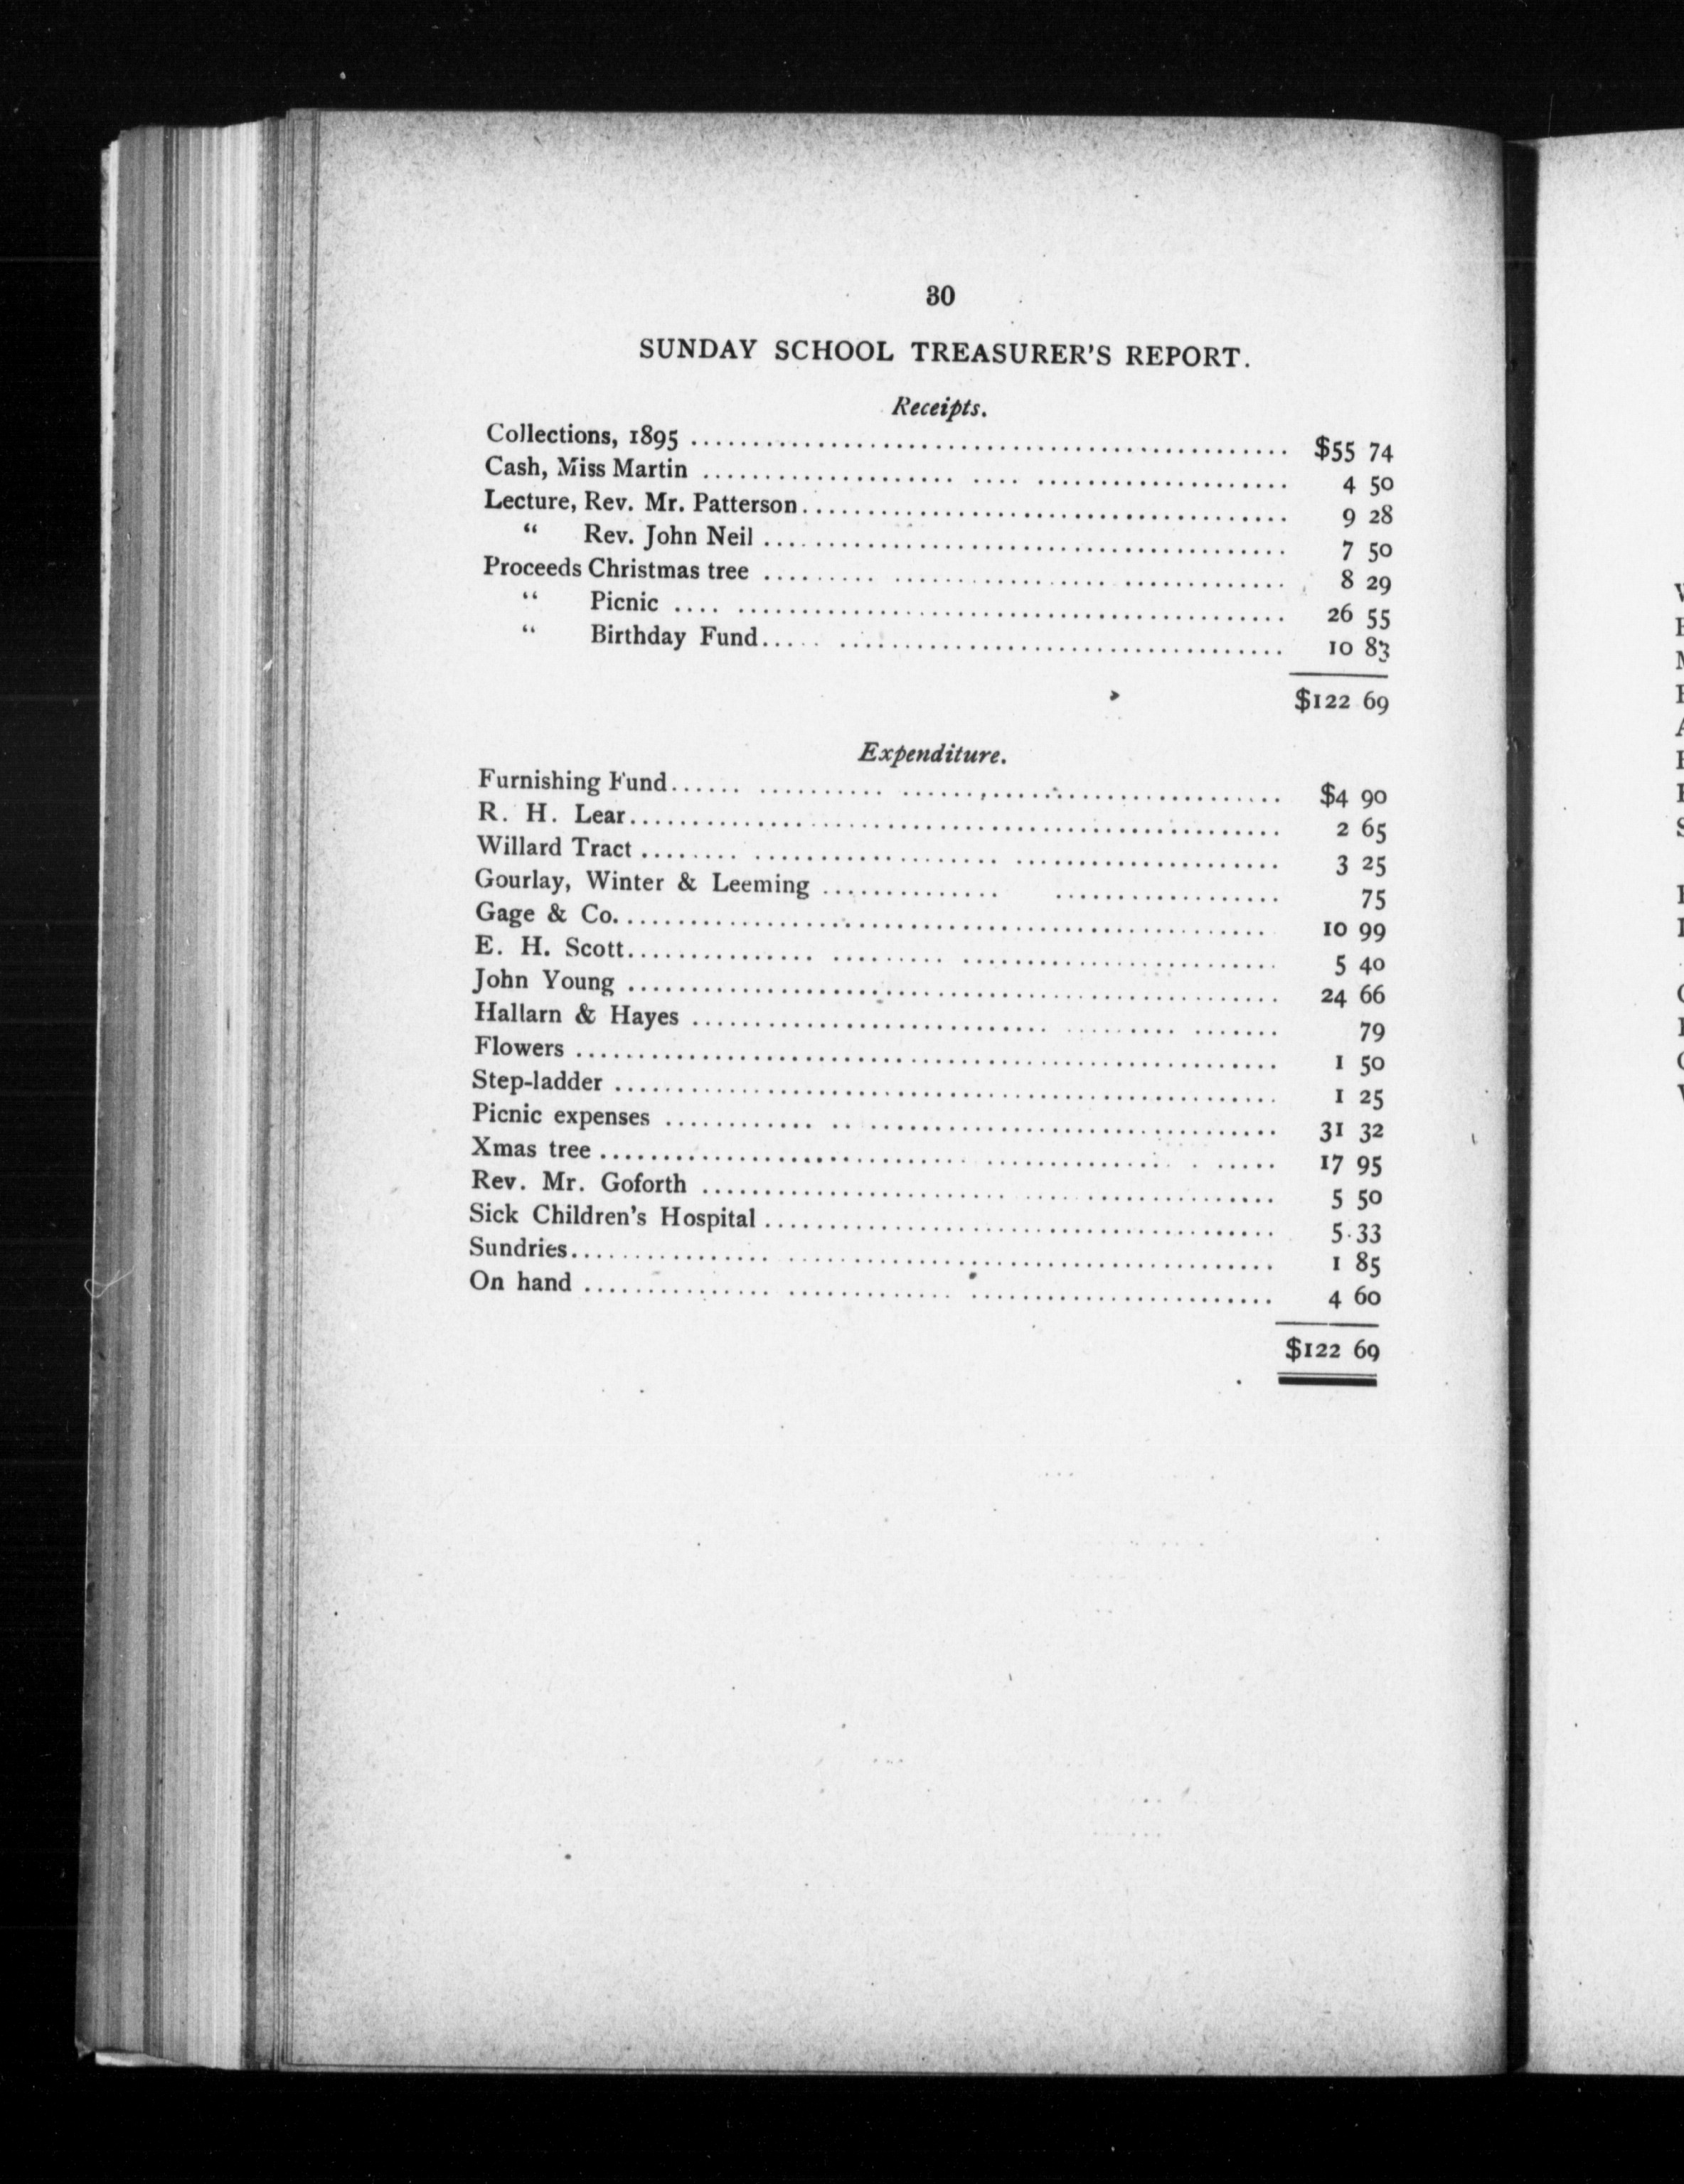 30
SUNDAY SCHOOL TREASURER'S REPORT.
Receipts.
Collections, 1895 ........ $55 74
Cash, Miss Martin ........ 4 50
Lecture, Rev. Mr. Patterson ........ 9 28
“ Rev. John Neil ........ 7 50
Proceeds Christmas tree ........ 8 29
“ Picnic ........ 26 55
“ Birthday Fund ........ 10 83
$122 69
Expenditure.
Furnishing Fund ........ $4 90
R. H. Lear ........ 2 65
Willard Tract ........ 3 25
Gourlay, Winter & Leeming ........ 75
Gage & Co. ........ 10 99
E. H. Scott ........ 5 40
John Young ........ 24 66
Hallarn & Hayes ........ 79
Flowers ........ 1 50
Step-ladder ........ 1 25
Picnic expenses ........ 31 32
Xmas tree ........ 17 95
Rev. Mr. Goforth ........ 5 50
Sick Children's Hospital ........ 5 33
Sundries ........ 1 85
On hand ........ 4 60
$122 69